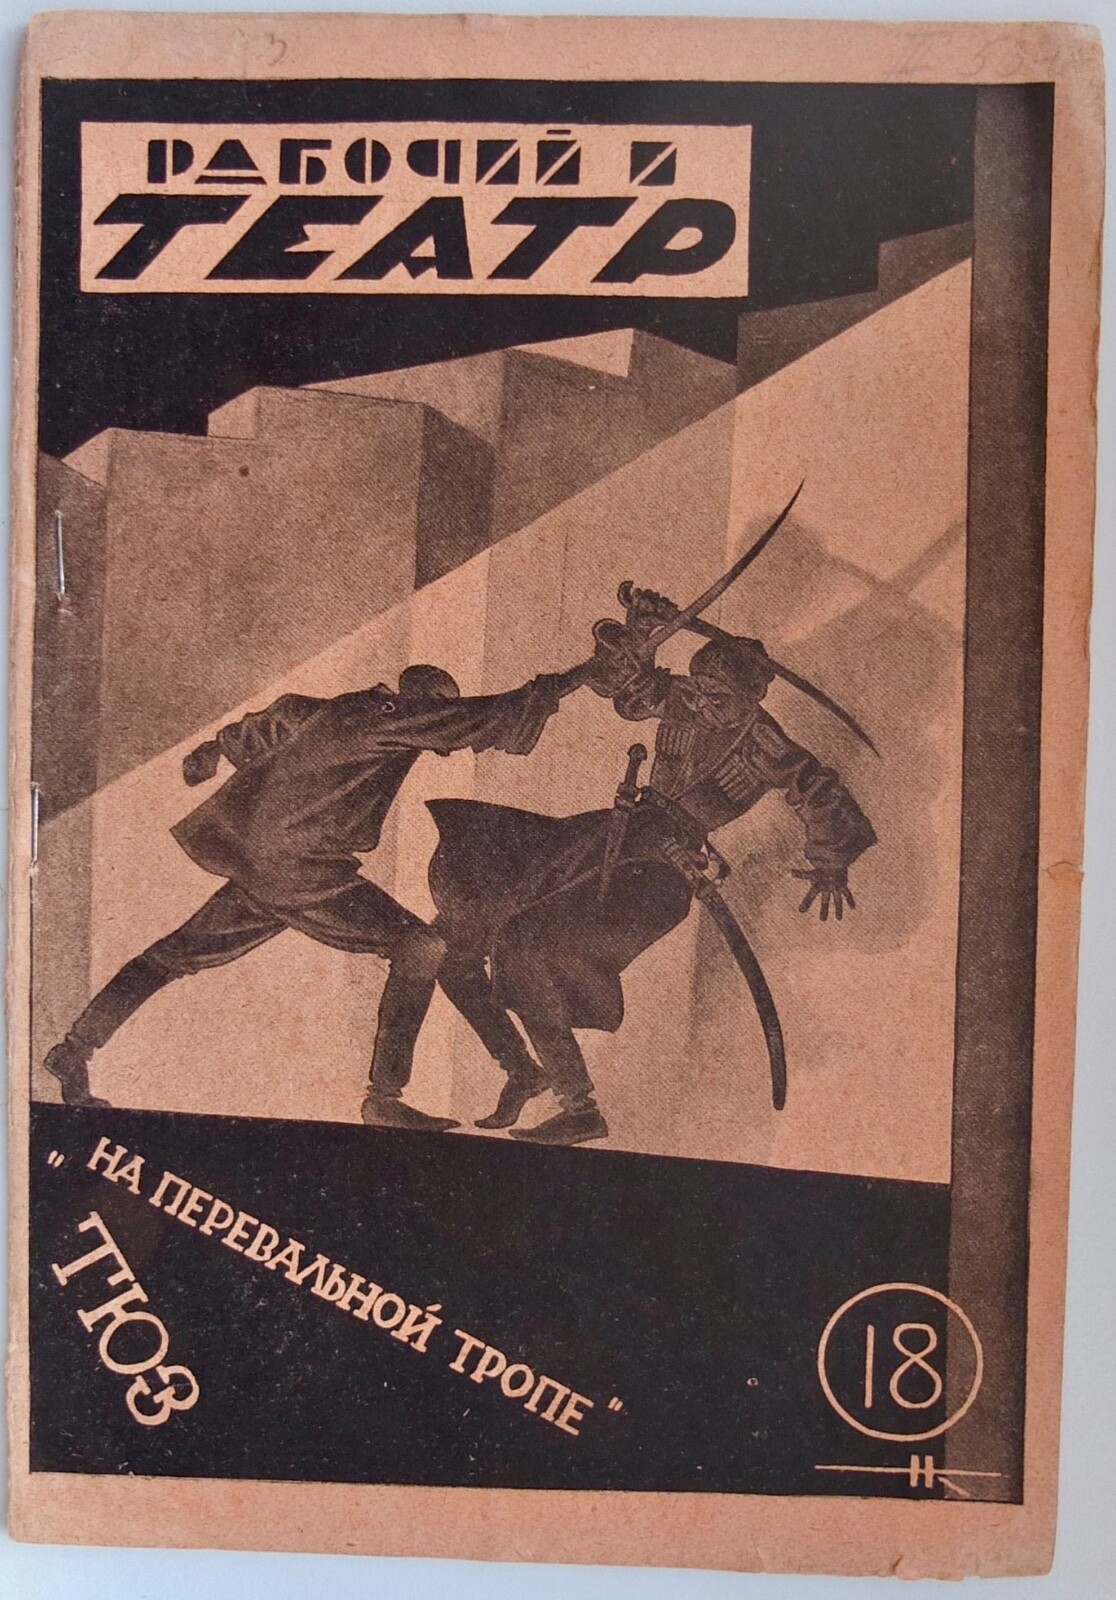 РАБОЧИЙ И
ТЕАТР
"НА ПЕРЕВАЛЬНОЙ ТРОПЕ"
ТЮЗ
18